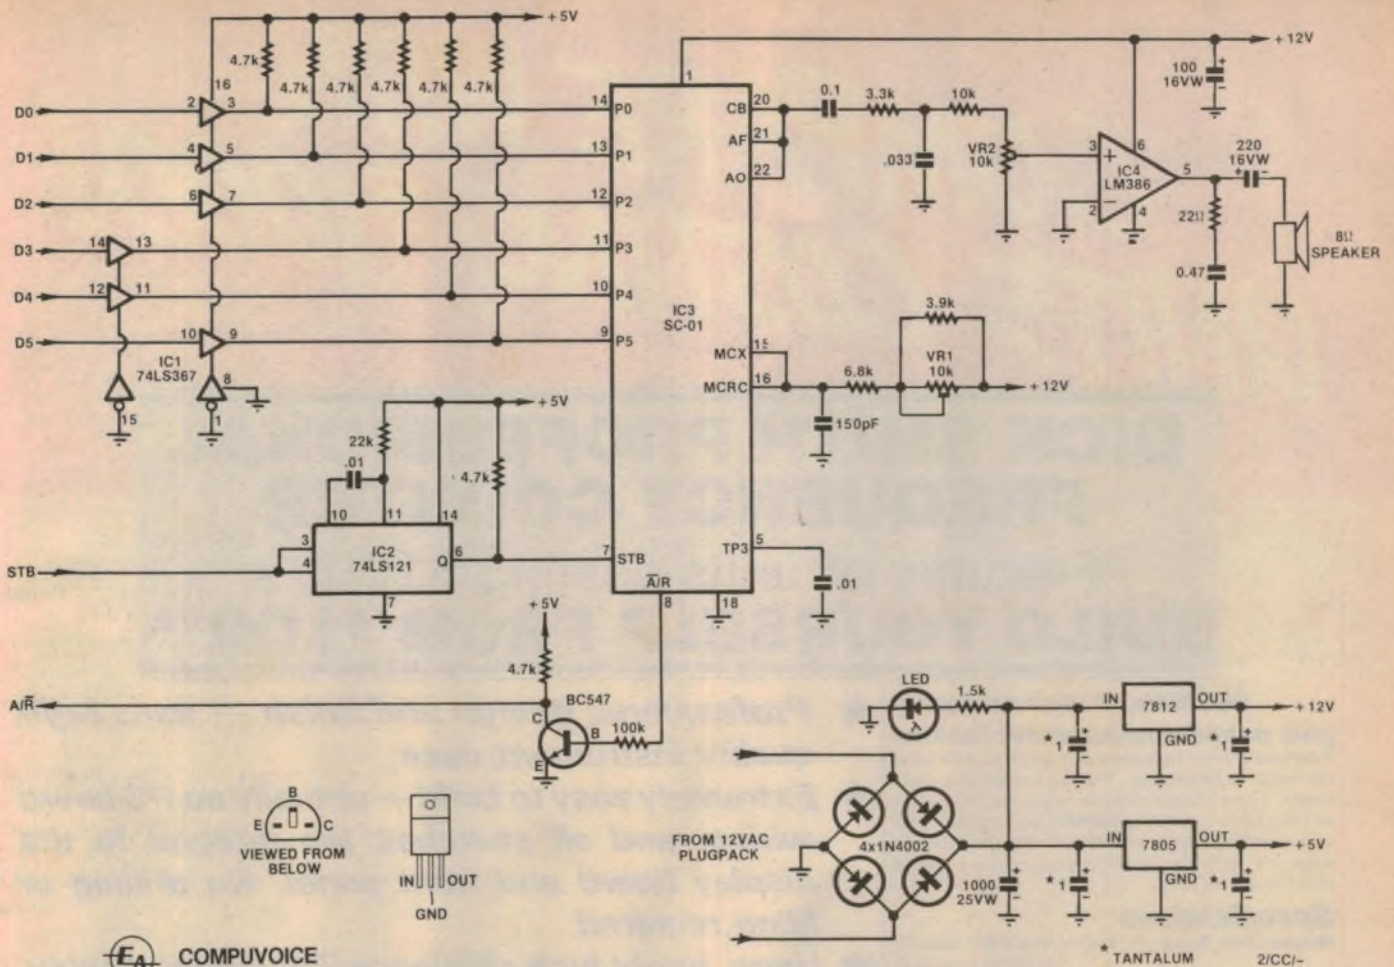 +5V
4.7k
4.7k 4.7k 4.7k 4.7k 4.7k
16
D0 2 3 14 P0
D1 4 5 13 P1
D2 6 7 12 P2
D3 14 13 11 P3
D4 12 11 10 P4
D5 10 9 9 P5
IC1
74LS367
8
15
1
1
+12V
100
16VW
+
−
CB 20
AF 21
AO 22
0.1
3.3k
10k
.033
VR2
10k
3
+
6
IC4
LM386
5
−
2
4
220
16VW
+ −
22Ω
0.47
8Ω
SPEAKER
IC3
SC-01
MCX 15
MCRC 16
3.9k
VR1
10k
6.8k
+12V
150pF
+5V
22k
.01
4.7k
10 11 14
3
4
IC2
74LS121
Q 6
7
STB
7 STB
TP3 5
.01
A̅/R
8
18
+5V
4.7k
A/R̅
BC547
C
B
E
100k
B
E C
VIEWED FROM
BELOW
IN OUT
GND
LED
1.5k
IN 7812 OUT
GND
+12V
*1 +
−
*1 +
−
FROM 12VAC
PLUGPACK
4x1N4002
1000
25VW
+
−
IN 7805 OUT
GND
+5V
*1 +
−
*1 +
−
EA COMPUVOICE
*TANTALUM
2/CC/–